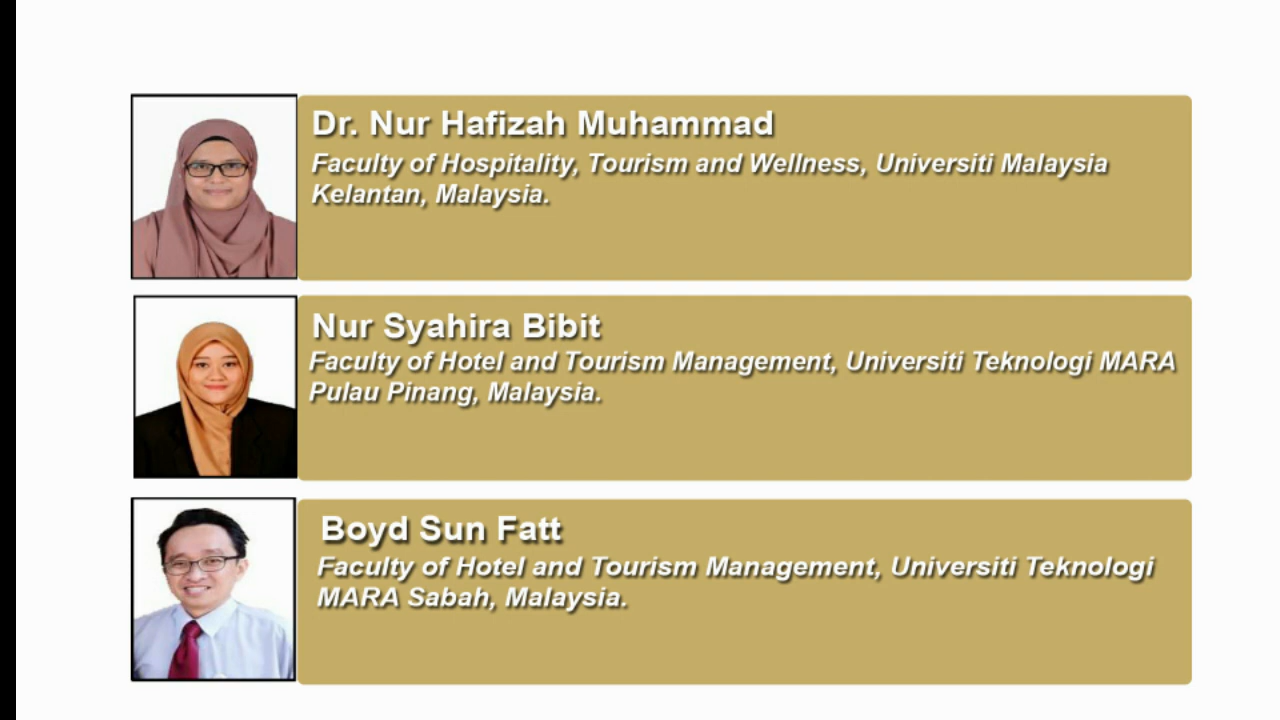 Dr. Nur Hafizah Muhammad
Faculty of Hospitality, Tourism and Wellness, Universiti Malaysia
Kelantan, Malaysia.
Nur Syahira Bibit
Faculty of Hotel and Tourism Management, Universiti Teknologi MARA
Pulau Pinang, Malaysia.
Boyd Sun Fatt
Faculty of Hotel and Tourism Management, Universiti Teknologi
MARA Sabah, Malaysia.